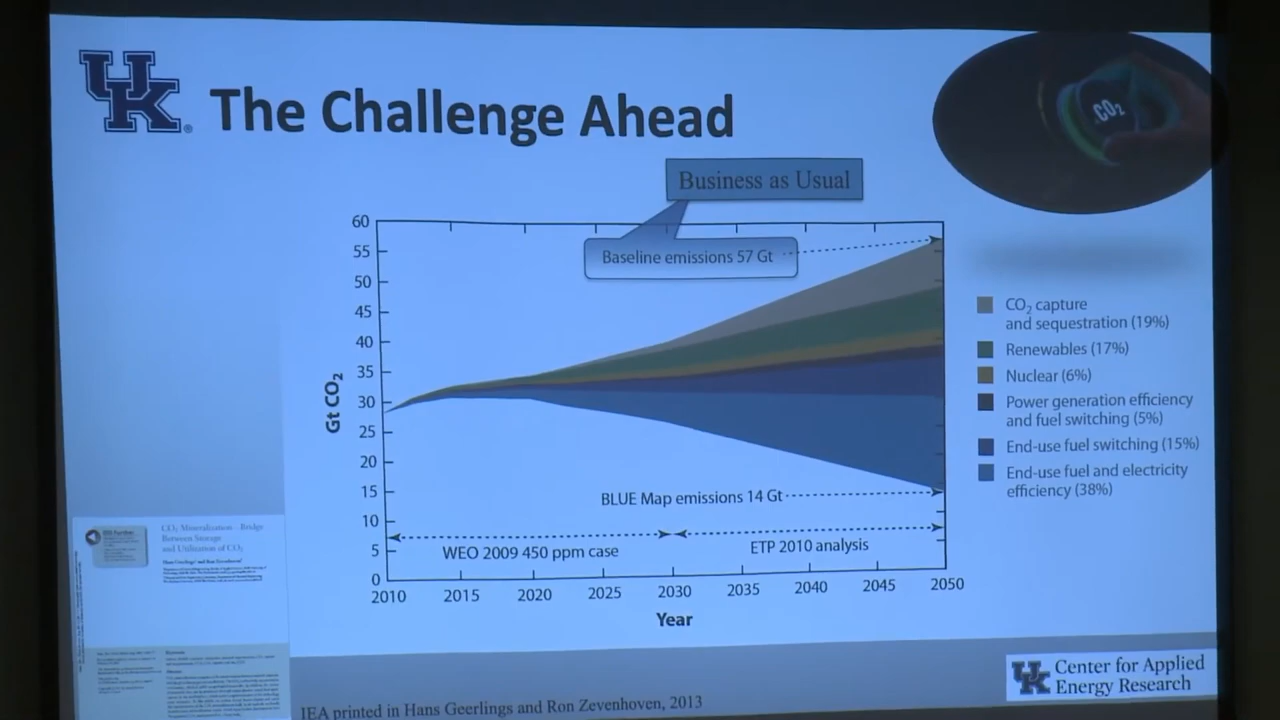 UK
®
The Challenge Ahead
CO2
Business as Usual
Baseline emissions 57 Gt
60
55
50
45
40
35
30
25
20
15
10
5
0
Gt CO2
BLUE Map emissions 14 Gt
WEO 2009 450 ppm case
ETP 2010 analysis
2010 2015 2020 2025 2030 2035 2040 2045 2050
Year
CO2 capture
and sequestration (19%)
Renewables (17%)
Nuclear (6%)
Power generation efficiency
and fuel switching (5%)
End-use fuel switching (15%)
End-use fuel and electricity
efficiency (38%)
CO2 Mineralization—Bridge
Between Storage
and Utilization of CO2
Hans Geerlings and Ron Zevenhoven
IEA printed in Hans Geerlings and Ron Zevenhoven, 2013
UK
Center for Applied
Energy Research